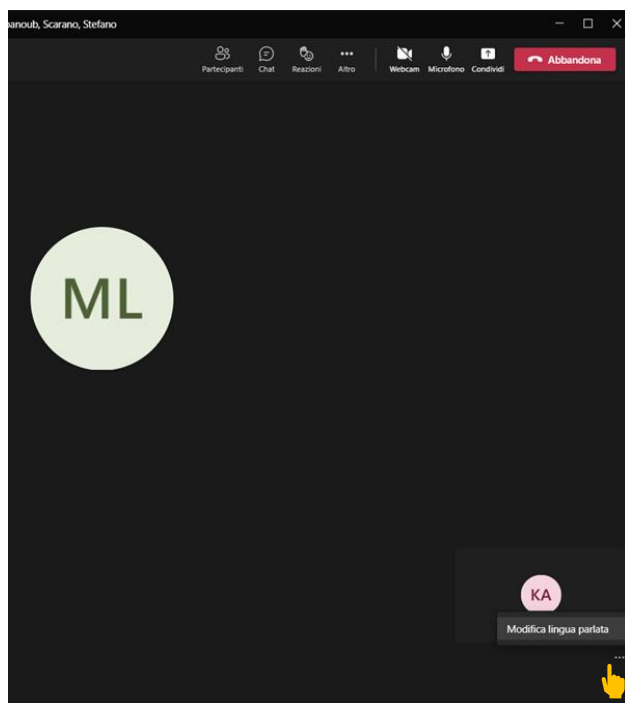 anoub, Scarano, Stefano
Partecipanti Chat Reazioni Altro Webcam Microfono Condividi Abbandona
ML
KA
Modifica lingua parlata